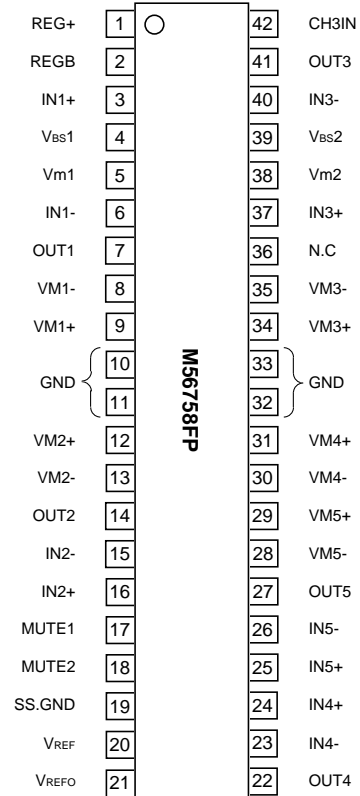 REG+ 1 42 CH3IN
REGB 2 41 OUT3
IN1+ 3 40 IN3-
VBS1 4 39 VBS2
Vm1 5 38 Vm2
IN1- 6 37 IN3+
OUT1 7 36 N.C
VM1- 8 35 VM3-
VM1+ 9 34 VM3+
10 33
GND GND
11 32
M56758FP
VM2+ 12 31 VM4+
VM2- 13 30 VM4-
OUT2 14 29 VM5+
IN2- 15 28 VM5-
IN2+ 16 27 OUT5
MUTE1 17 26 IN5-
MUTE2 18 25 IN5+
SS.GND 19 24 IN4+
VREF 20 23 IN4-
VREFO 21 22 OUT4